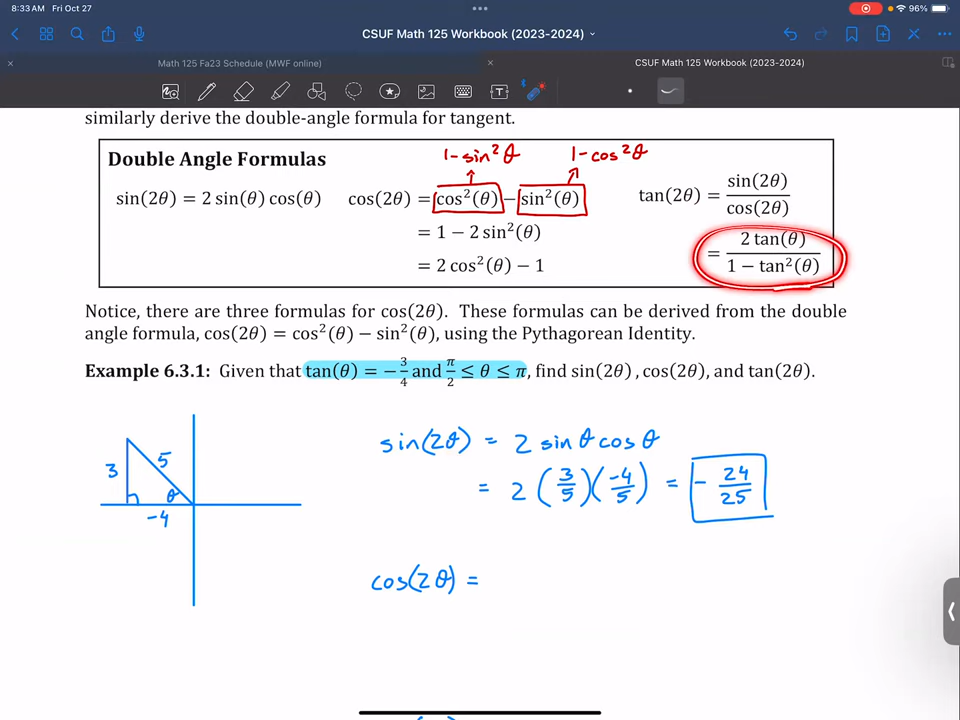 8:33 AM Fri Oct 27
96%
CSUF Math 125 Workbook (2023-2024)
Math 125 Fa23 Schedule (MWF online)
CSUF Math 125 Workbook (2023-2024)
similarly derive the double-angle formula for tangent.
1-sin²θ 1-cos²θ
Double Angle Formulas
sin(2θ) = 2 sin(θ) cos(θ) cos(2θ) = cos²(θ) − sin²(θ) tan(2θ) = sin(2θ)/cos(2θ)
= 1 − 2 sin²(θ) = 2 tan(θ)/(1 − tan²(θ))
= 2 cos²(θ) − 1
Notice, there are three formulas for cos(2θ). These formulas can be derived from the double
angle formula, cos(2θ) = cos²(θ) − sin²(θ), using the Pythagorean Identity.
Example 6.3.1: Given that tan(θ) = −3/4 and π/2 ≤ θ ≤ π, find sin(2θ) , cos(2θ), and tan(2θ).
sin(2θ) = 2 sinθ cosθ
3 5 θ
-4
= 2 (3/5)(-4/5) = - 24/25
cos(2θ) =